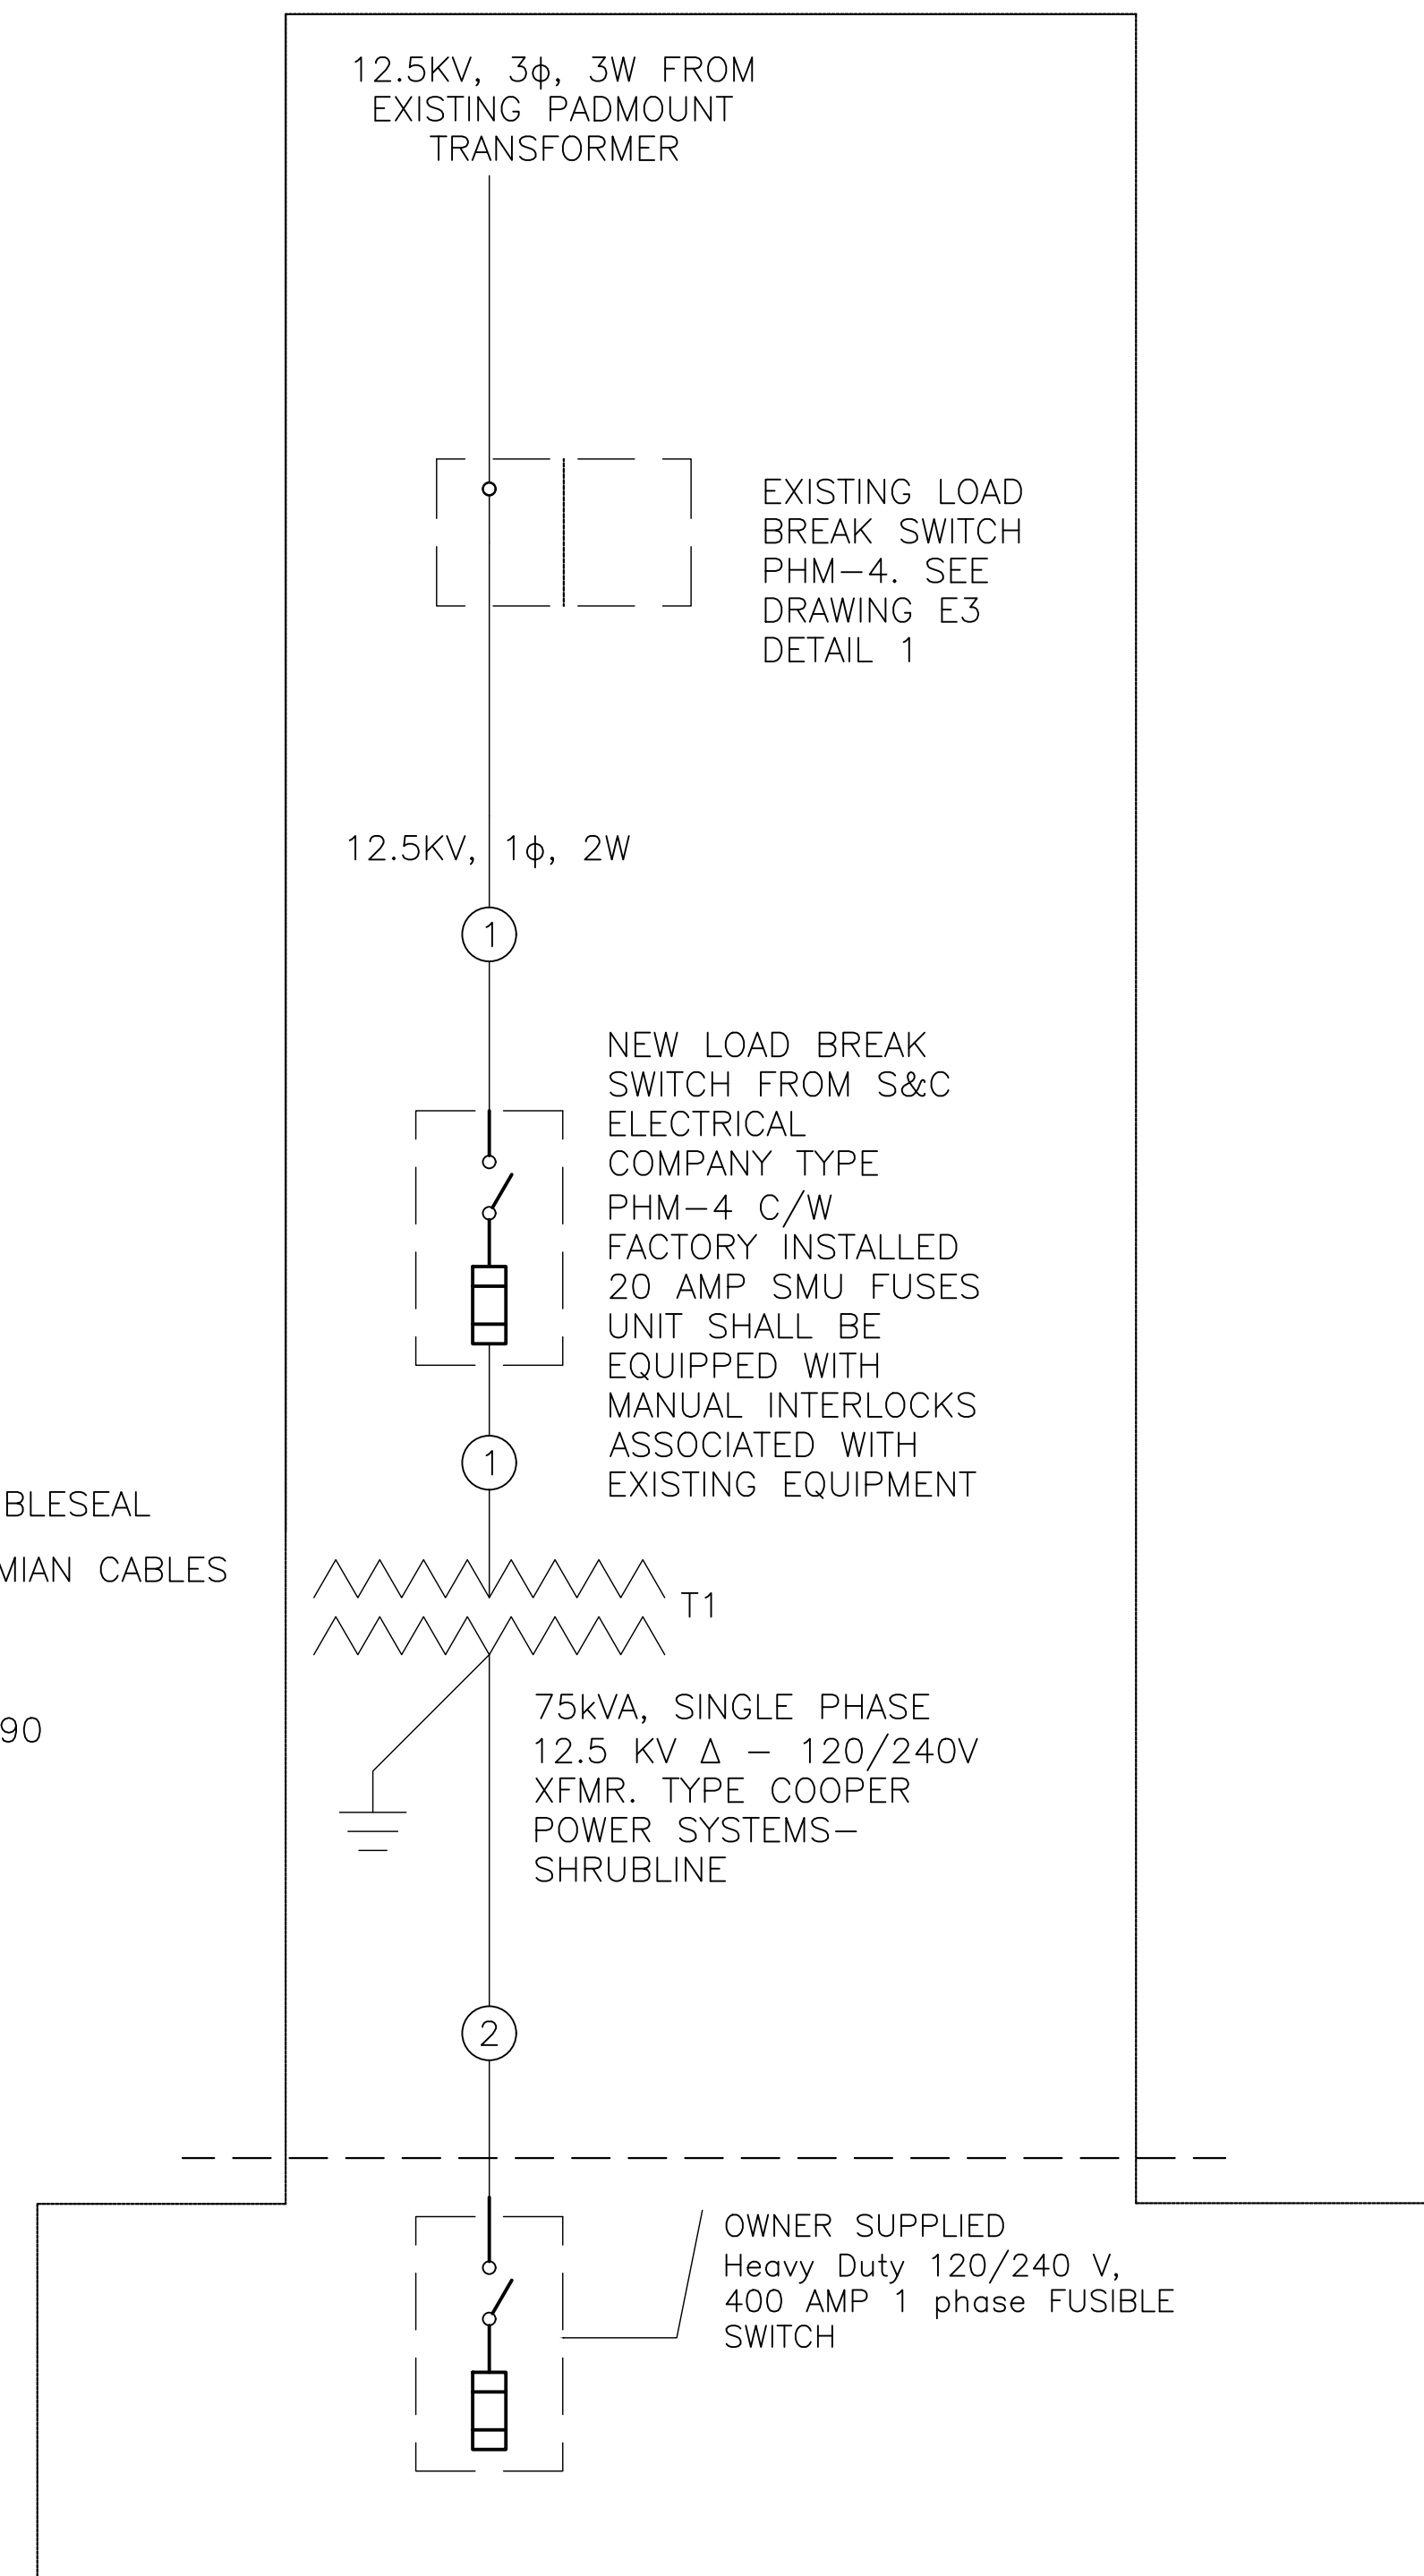 12.5KV, 3ϕ, 3W FROM
EXISTING PADMOUNT
TRANSFORMER
EXISTING LOAD
BREAK SWITCH
PHM-4. SEE
DRAWING E3
DETAIL 1
12.5KV, 1ϕ, 2W
1
NEW LOAD BREAK
SWITCH FROM S&C
ELECTRICAL
COMPANY TYPE
PHM-4 C/W
FACTORY INSTALLED
20 AMP SMU FUSES
UNIT SHALL BE
EQUIPPED WITH
MANUAL INTERLOCKS
ASSOCIATED WITH
EXISTING EQUIPMENT
1
BLESEAL
MIAN CABLES
90
T1
75kVA, SINGLE PHASE
12.5 KV Δ - 120/240V
XFMR. TYPE COOPER
POWER SYSTEMS-
SHRUBLINE
2
OWNER SUPPLIED
Heavy Duty 120/240 V,
400 AMP 1 phase FUSIBLE
SWITCH